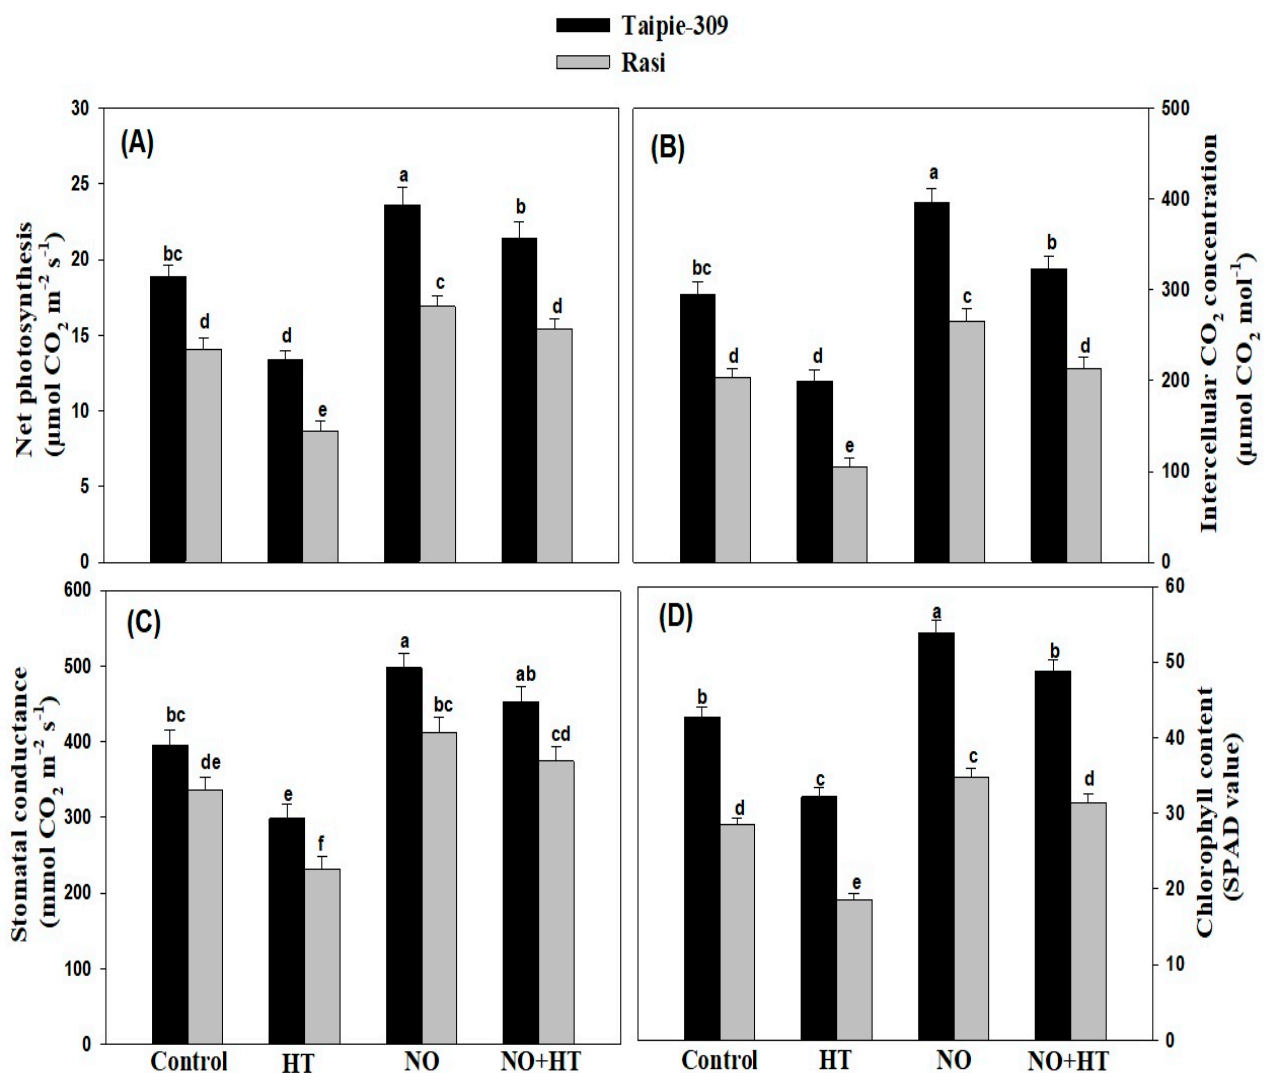 Taipie-309
Rasi
(A)
Net photosynthesis
(µmol CO₂ m⁻² s⁻¹)
30
25
20
15
10
5
0
bc
d
d
e
a
c
b
d
(B)
500
400
300
200
100
0
Intercellular CO₂ concentration
(µmol CO₂ mol⁻¹)
bc
d
d
e
a
c
b
d
(C)
Stomatal conductance
(mmol CO₂ m⁻² s⁻¹)
600
500
400
300
200
100
0
bc
de
e
f
a
bc
ab
cd
Control HT NO NO+HT
(D)
60
50
40
30
20
10
0
Chlorophyll content
(SPAD value)
b
d
c
e
a
c
b
d
Control HT NO NO+HT